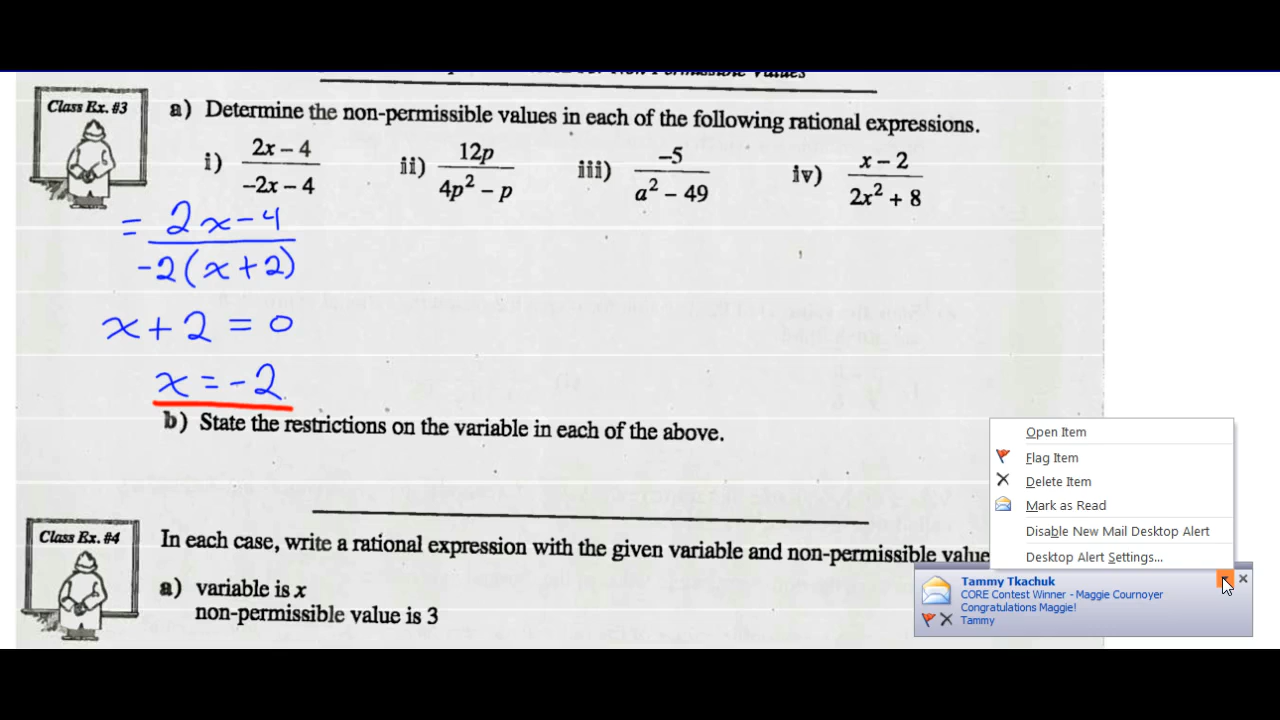 Non-Permissible Values
Class Ex. #3
a) Determine the non-permissible values in each of the following rational expressions.
i) 2x – 4 / –2x – 4 ii) 12p / 4p² – p iii) –5 / a² – 49 iv) x – 2 / 2x² + 8
= 2x – 4 / –2(x + 2)
x + 2 = 0
x = –2
b) State the restrictions on the variable in each of the above.
Class Ex. #4
In each case, write a rational expression with the given variable and non-permissible value
a) variable is x
non-permissible value is 3
Open Item
Flag Item
Delete Item
Mark as Read
Disable New Mail Desktop Alert
Desktop Alert Settings...
Tammy Tkachuk
CORE Contest Winner - Maggie Cournoyer
Congratulations Maggie!
Tammy